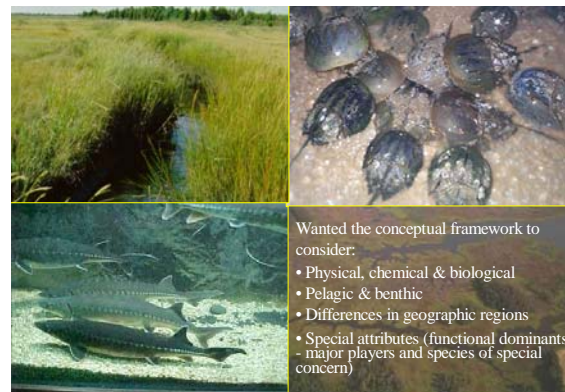 Wanted the conceptual framework to
consider:
• Physical, chemical & biological
• Pelagic & benthic
• Differences in geographic regions
• Special attributes (functional dominants
- major players and species of special
concern)